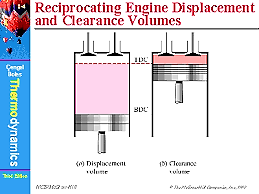 Reciprocating Engine Displacement
and Clearance Volumes
Çengel
Boles
Thermodynamics
Third Edition
TDC
BDC
(a) Displacement
volume
(b) Clearance
volume